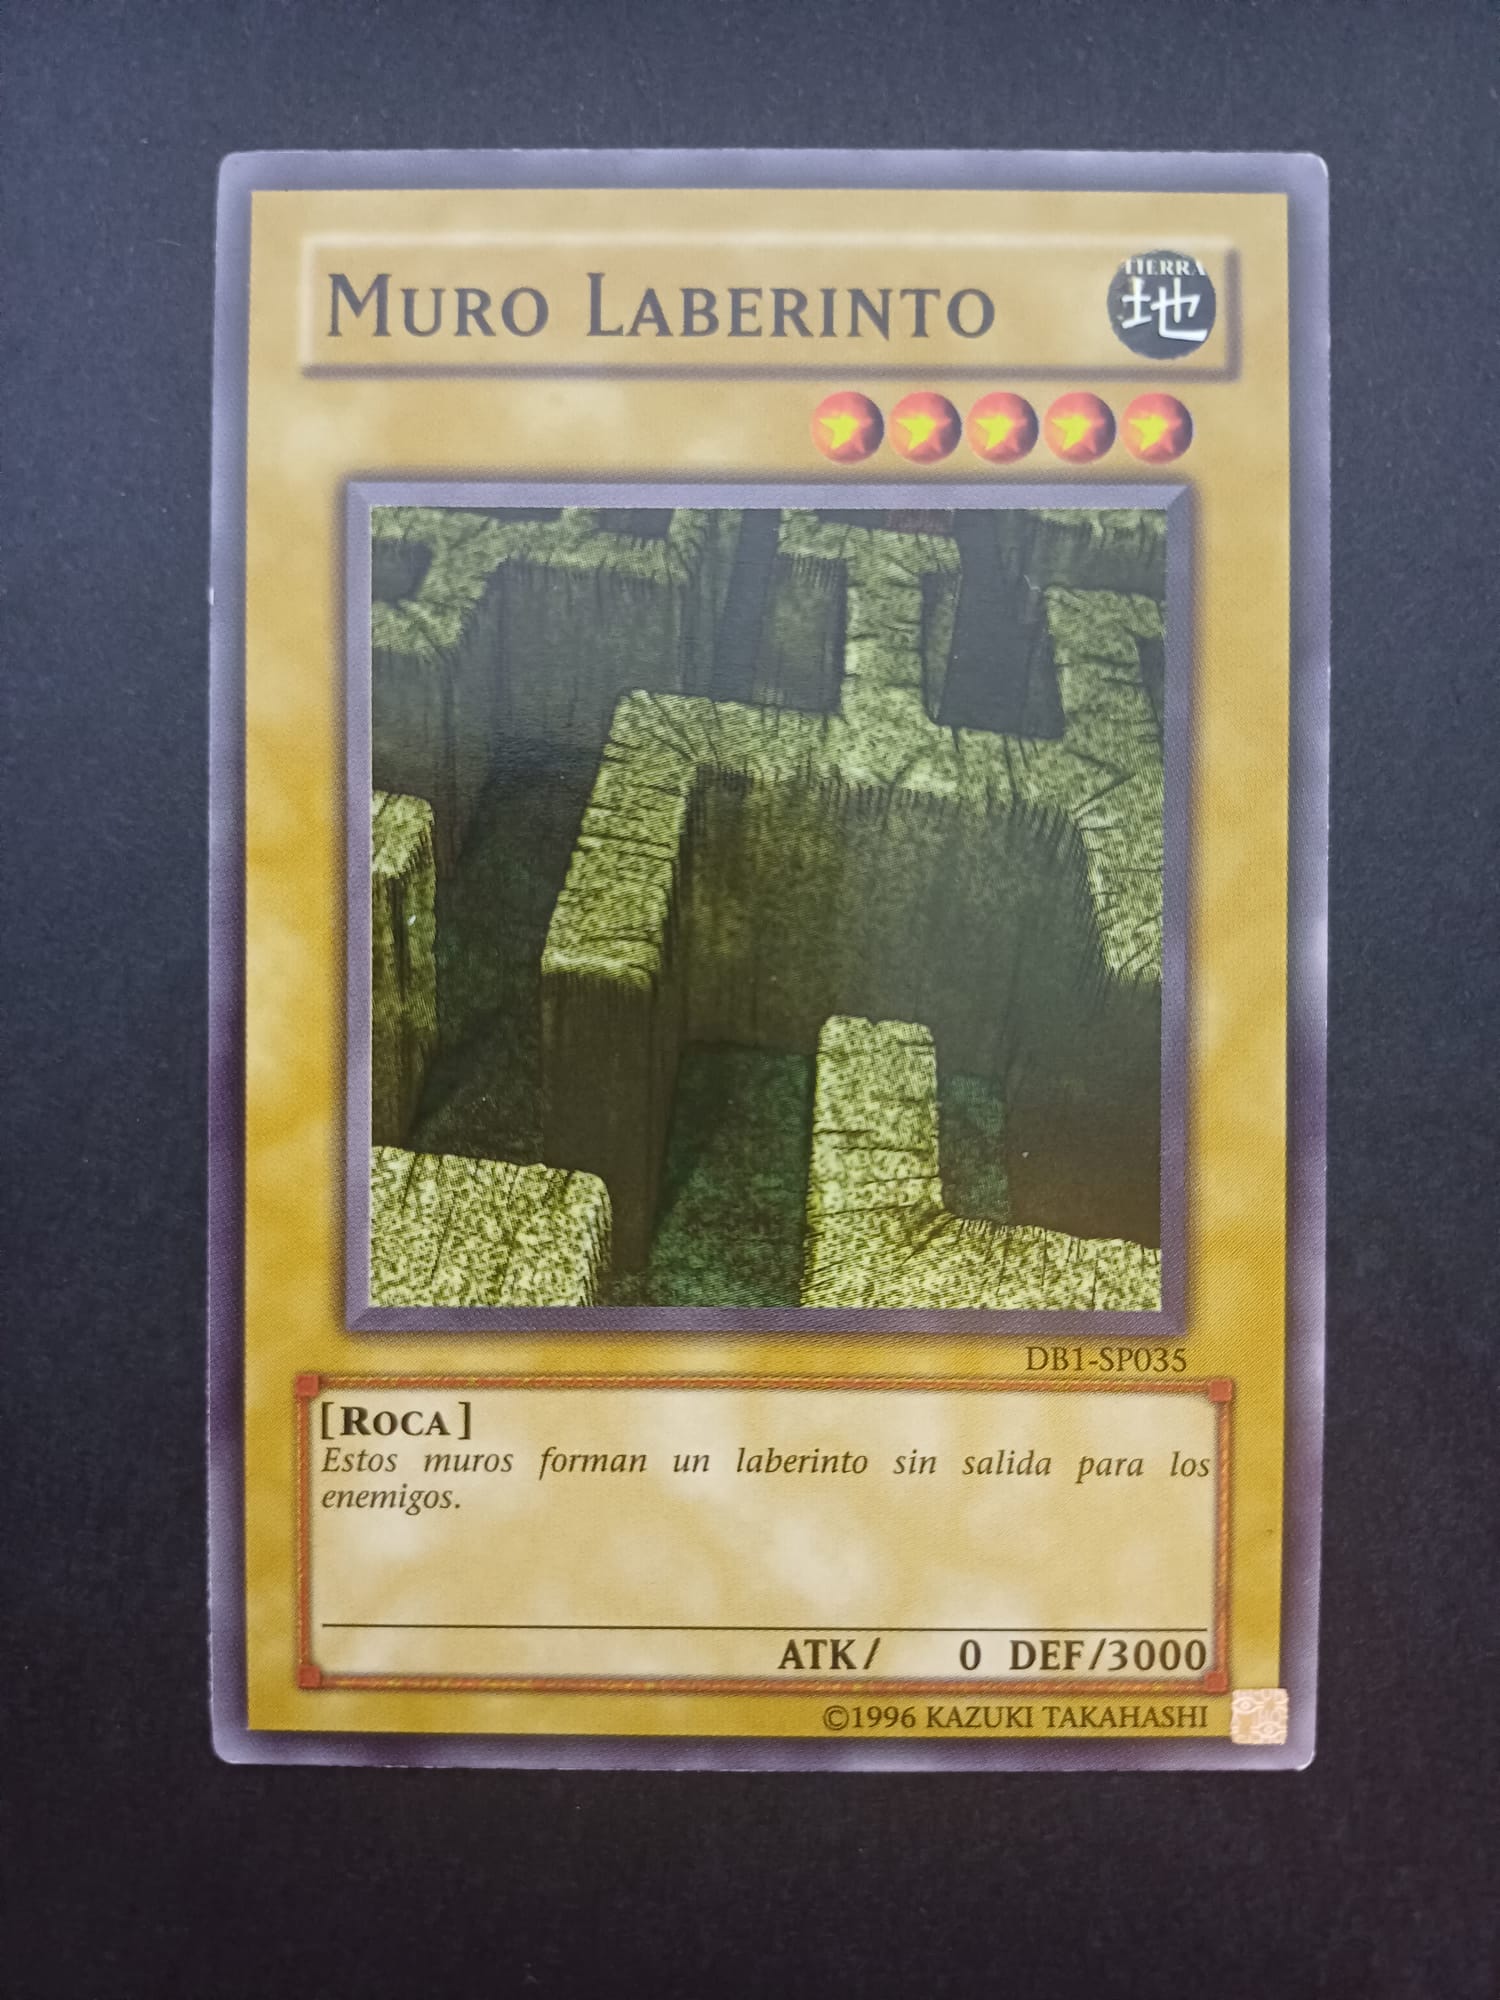 MURO LABERINTO
TIERRA
地
DB1-SP035
[ROCA]
Estos muros forman un laberinto sin salida para los
enemigos.
ATK/ 0 DEF/3000
©1996 KAZUKI TAKAHASHI